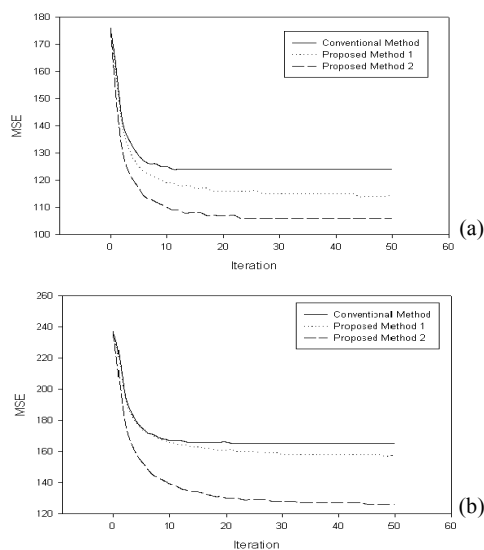 180
170
160
150
140
130
120
110
100
MSE
Conventional Method
Proposed Method 1
Proposed Method 2
0 10 20 30 40 50 60
Iteration
(a)
260
240
220
200
180
160
140
120
MSE
Conventional Method
Proposed Method 1
Proposed Method 2
0 10 20 30 40 50 60
Iteration
(b)